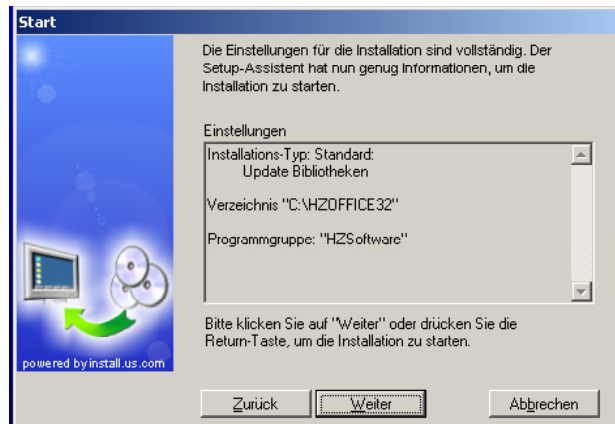 Start
Die Einstellungen für die Installation sind vollständig. Der
Setup-Assistent hat nun genug Informationen, um die
Installation zu starten.
Einstellungen
Installations-Typ: Standard:
Update Bibliotheken
Verzeichnis "C:\HZOFFICE32"
Programmgruppe: "HZSoftware"
Bitte klicken Sie auf "Weiter" oder drücken Sie die
Return-Taste, um die Installation zu starten.
powered by install.us.com
Zurück Weiter Abbrechen